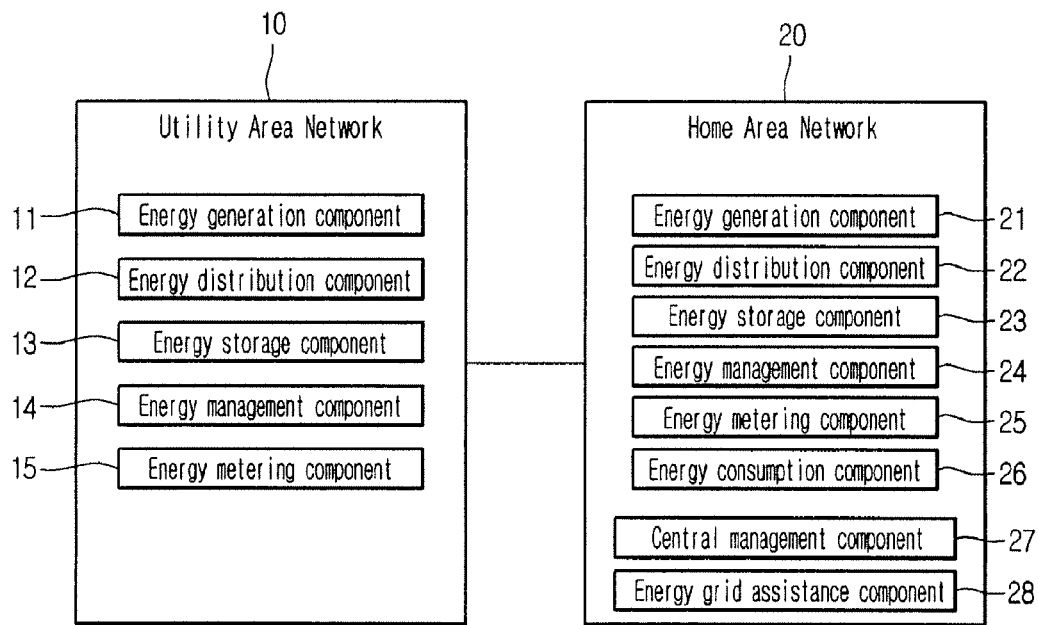 10
20
Utility Area Network
Home Area Network
11
Energy generation component
12
Energy distribution component
13
Energy storage component
14
Energy management component
15
Energy metering component
Energy generation component
21
Energy distribution component
22
Energy storage component
23
Energy management component
24
Energy metering component
25
Energy consumption component
26
Central management component
27
Energy grid assistance component
28